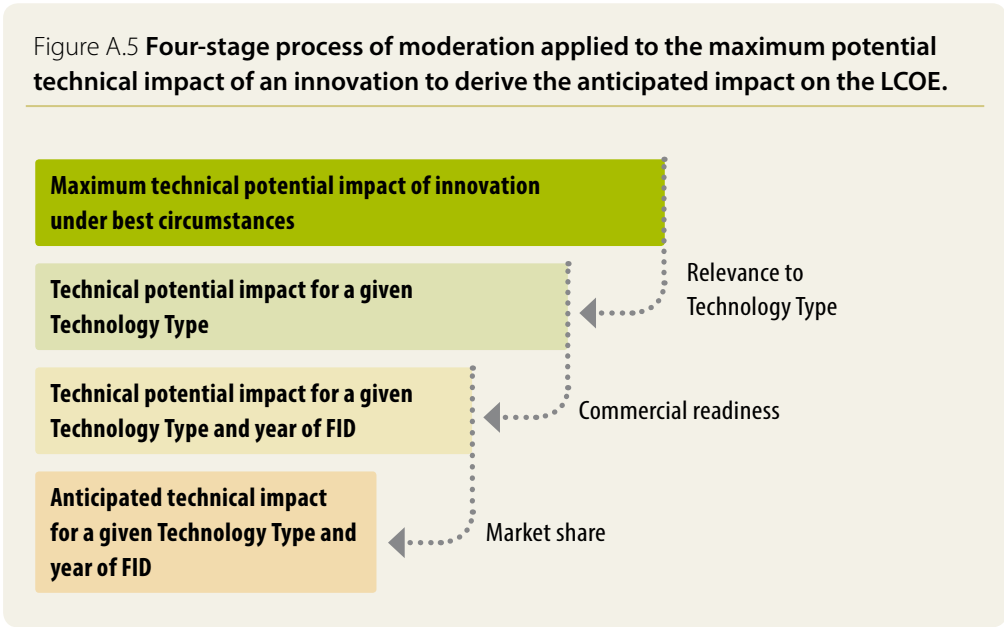 Figure A.5 Four-stage process of moderation applied to the maximum potential
technical impact of an innovation to derive the anticipated impact on the LCOE.
Maximum technical potential impact of innovation
under best circumstances
Relevance to
Technology Type
Technical potential impact for a given
Technology Type
Commercial readiness
Technical potential impact for a given
Technology Type and year of FID
Market share
Anticipated technical impact
for a given Technology Type and
year of FID